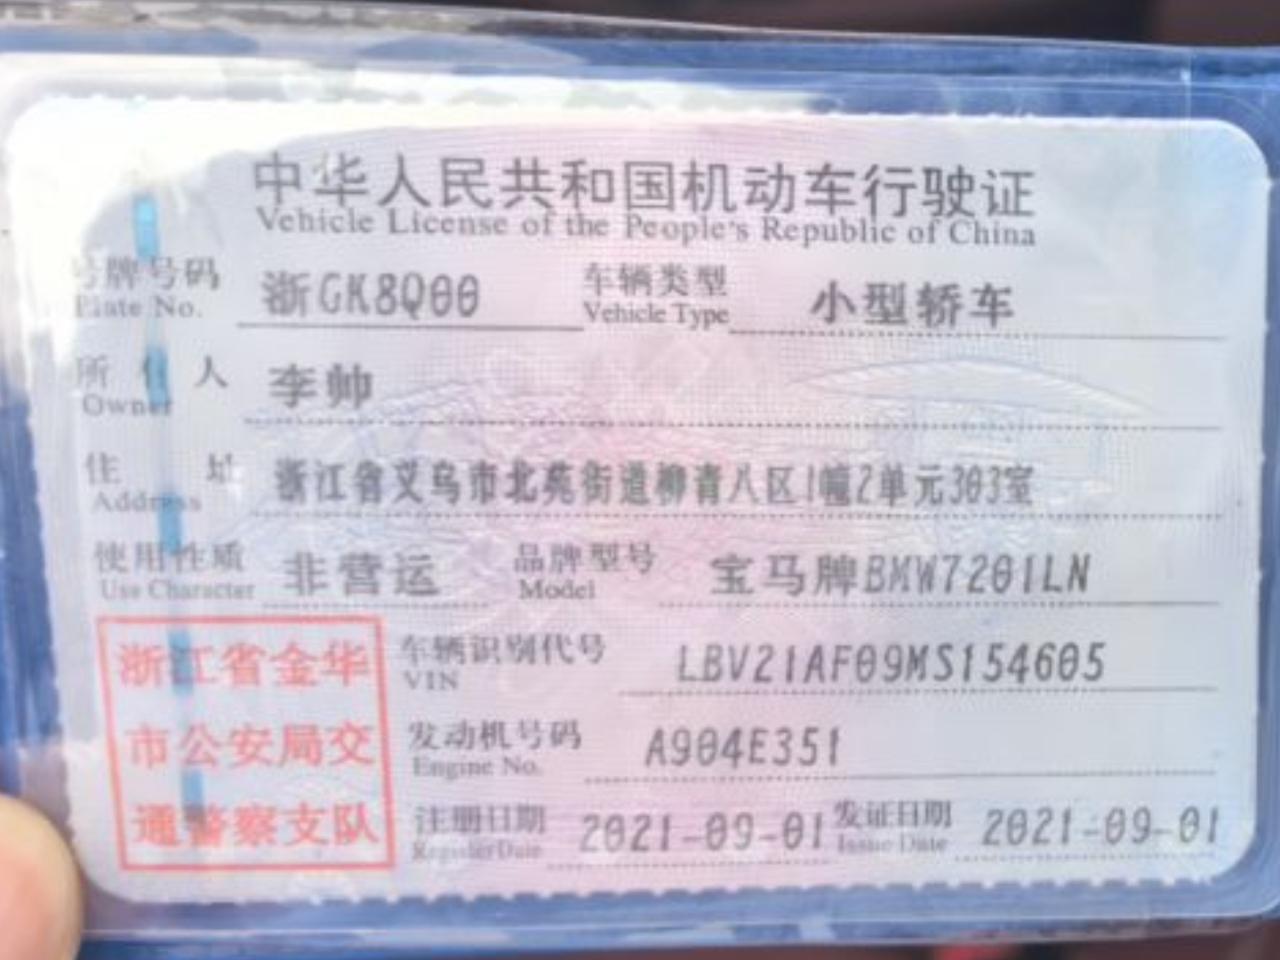 中华人民共和国机动车行驶证
Vehicle License of the People's Republic of China
号牌号码 浙GK8Q00 车辆类型 小型轿车
Plate No. Vehicle Type
所有人 李帅
Owner
住址 浙江省义乌市北苑街道柳青八区1幢2单元303室
Address
使用性质 非营运 品牌型号 宝马牌BMW7201LN
Use Character Model
浙江省金华
市公安局交
通警察支队
车辆识别代号 LBV21AF09MS154605
VIN
发动机号码 A904E351
Engine No.
注册日期 2021-09-01 发证日期 2021-09-01
Register Date Issue Date